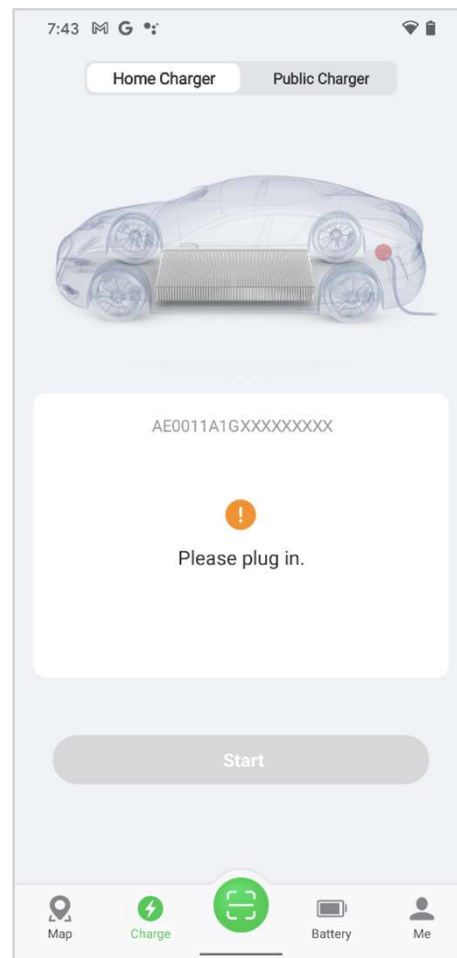 7:43 M G
Home Charger Public Charger
AE0011A1GXXXXXXXXX
!
Please plug in.
Start
Map Charge Battery Me